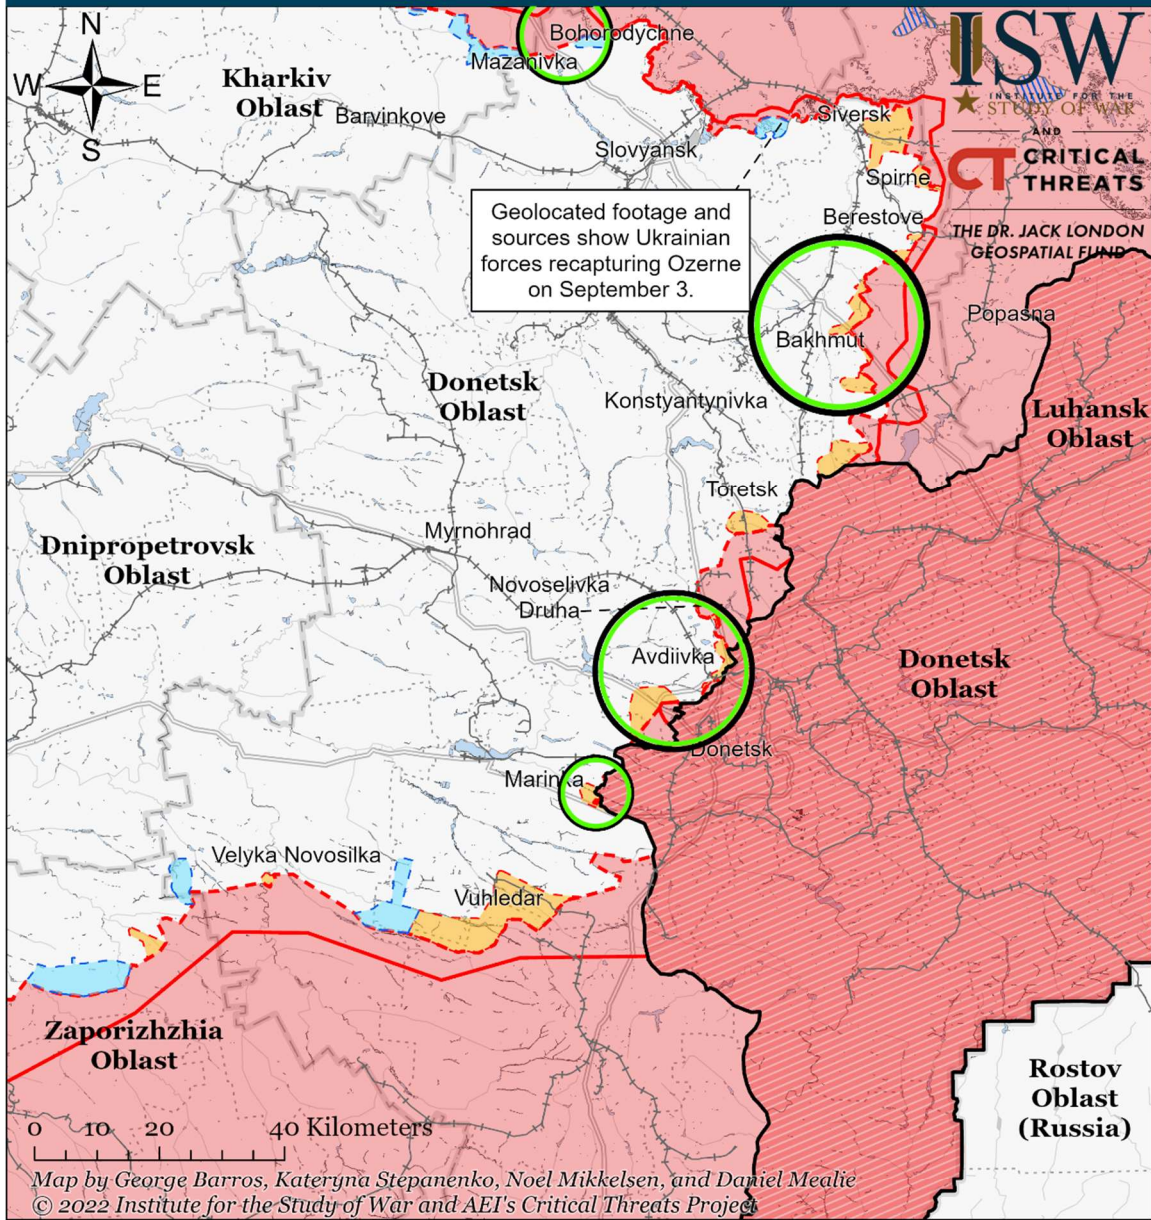 N
W E
S
Bohorodychne
Mazanivka
Kharkiv
Oblast
Barvinkove
Slovyansk
Siversk
Spirne
Berestove
ISW
INSTITUTE FOR THE
STUDY OF WAR
AND
CT CRITICAL
THREATS
THE DR. JACK LONDON
GEOSPATIAL FUND
Geolocated footage and
sources show Ukrainian
forces recapturing Ozerne
on September 3.
Popasna
Bakhmut
Donetsk
Oblast
Konstyantynivka
Luhansk
Oblast
Toretsk
Myrnohrad
Dnipropetrovsk
Oblast
Novoselivka
Druha
Avdiivka
Donetsk
Oblast
Donetsk
Marinka
Velyka Novosilka
Vuhledar
Zaporizhzhia
Oblast
Rostov
Oblast
(Russia)
0 10 20 40 Kilometers
Map by George Barros, Kateryna Stepanenko, Noel Mikkelsen, and Daniel Mealie
© 2022 Institute for the Study of War and AEI's Critical Threats Project